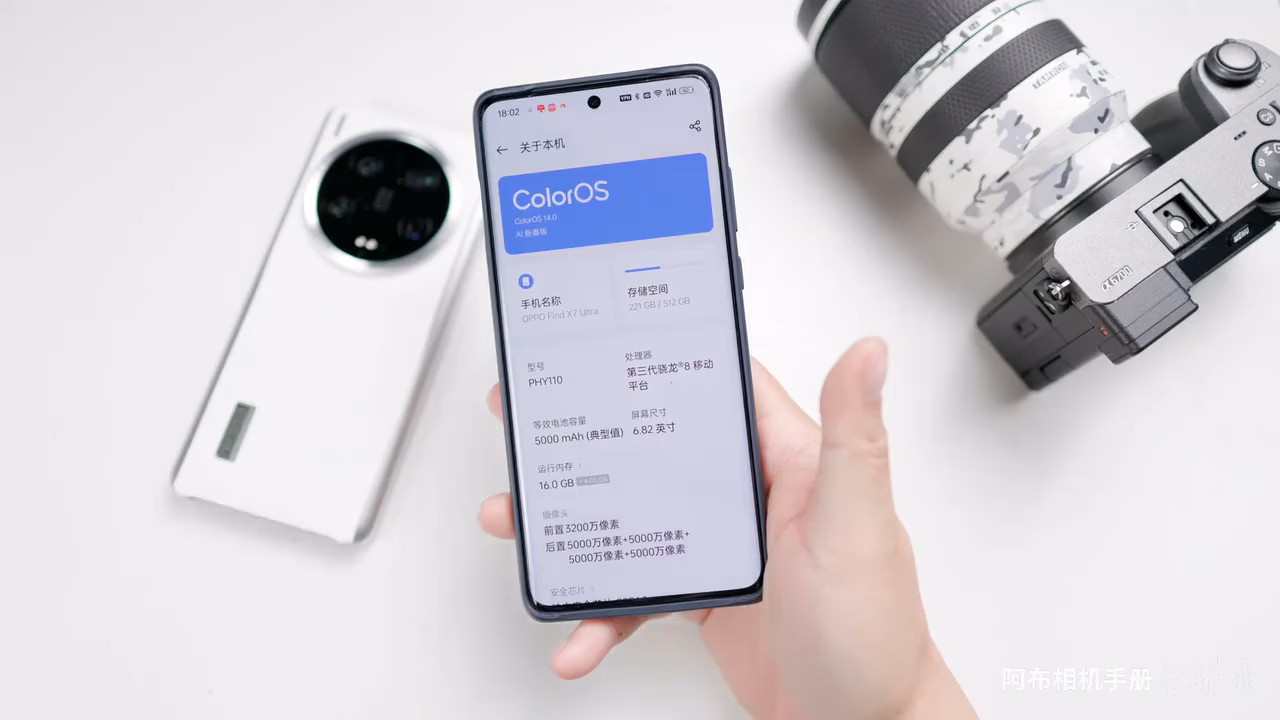 18:02
关于本机
ColorOS
ColorOS 14.0
AI 新春版
手机名称
OPPO Find X7 Ultra
存储空间
221 GB / 512 GB
型号
PHY110
处理器
第三代骁龙®8 移动
平台
等效电池容量
5000 mAh (典型值)
屏幕尺寸
6.82 英寸
运行内存
16.0 GB
摄像头
前置 3200万像素
后置 5000万像素+5000万像素+
5000万像素+5000万像素
安全芯片
TAMRON
α6700
MENU
阿布相机手册